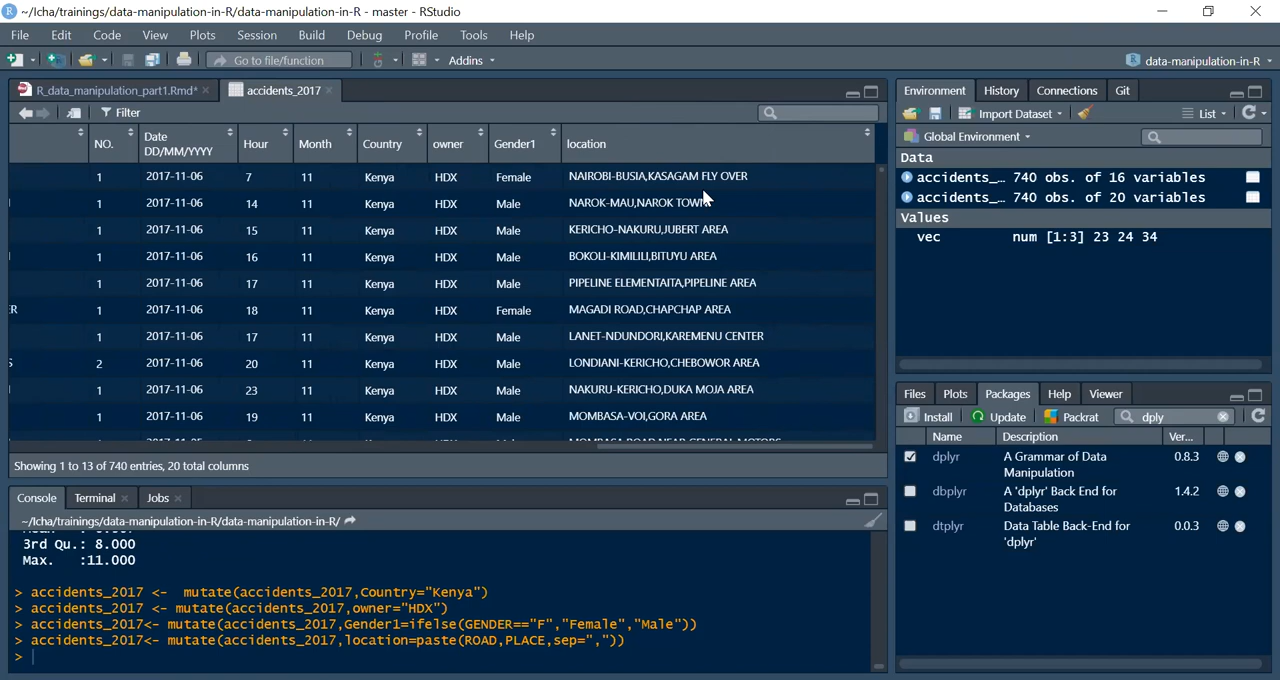 ~/Icha/trainings/data-manipulation-in-R/data-manipulation-in-R - master - RStudio
File Edit Code View Plots Session Build Debug Profile Tools Help
Go to file/function Addins data-manipulation-in-R
R_data_manipulation_part1.Rmd* accidents_2017
Filter
NO. Date DD/MM/YYYY Hour Month Country owner Gender1 location
1 2017-11-06 7 11 Kenya HDX Female NAIROBI-BUSIA,KASAGAM FLY OVER
1 2017-11-06 14 11 Kenya HDX Male NAROK-MAU,NAROK TOWN
1 2017-11-06 15 11 Kenya HDX Male KERICHO-NAKURU,JUBERT AREA
1 2017-11-06 16 11 Kenya HDX Male BOKOLI-KIMILILI,BITUYU AREA
1 2017-11-06 17 11 Kenya HDX Male PIPELINE ELEMENTAITA,PIPELINE AREA
R 1 2017-11-06 18 11 Kenya HDX Female MAGADI ROAD,CHAPCHAP AREA
1 2017-11-06 17 11 Kenya HDX Male LANET-NDUNDORI,KAREMENU CENTER
2 2017-11-06 20 11 Kenya HDX Male LONDIANI-KERICHO,CHEBOWOR AREA
1 2017-11-06 23 11 Kenya HDX Male NAKURU-KERICHO,DUKA MOJA AREA
1 2017-11-06 19 11 Kenya HDX Male MOMBASA-VOI,GORA AREA
Showing 1 to 13 of 740 entries, 20 total columns
Console Terminal Jobs
~/Icha/trainings/data-manipulation-in-R/data-manipulation-in-R/
3rd Qu.: 8.000
Max. :11.000
> accidents_2017 <- mutate(accidents_2017,Country="Kenya")
> accidents_2017 <- mutate(accidents_2017,owner="HDX")
> accidents_2017<- mutate(accidents_2017,Gender1=ifelse(GENDER=="F","Female","Male"))
> accidents_2017<- mutate(accidents_2017,location=paste(ROAD,PLACE,sep=","))
>
Environment History Connections Git
Import Dataset List
Global Environment
Data
accidents_… 740 obs. of 16 variables
accidents_… 740 obs. of 20 variables
Values
vec num [1:3] 23 24 34
Files Plots Packages Help Viewer
Install Update Packrat dply
Name Description Ver...
dplyr A Grammar of Data Manipulation 0.8.3
dbplyr A 'dplyr' Back End for Databases 1.4.2
dtplyr Data Table Back-End for 'dplyr' 0.0.3